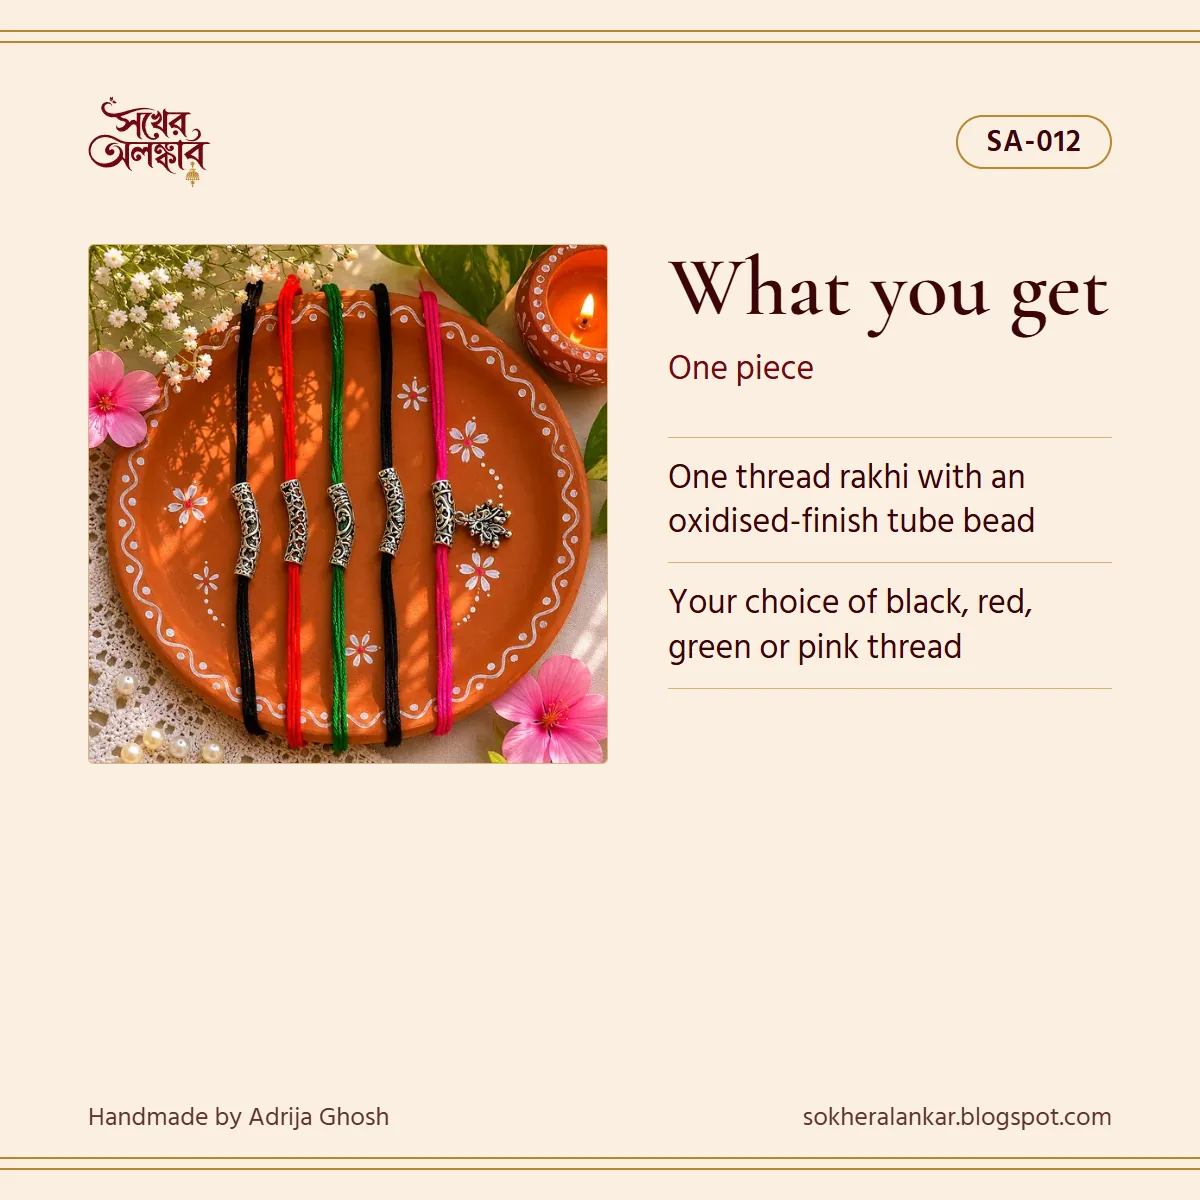 সখের
অলঙ্কার
SA-012
What you get
One piece
One thread rakhi with an
oxidised-finish tube bead
Your choice of black, red,
green or pink thread
Handmade by Adrija Ghosh
sokheralankar.blogspot.com